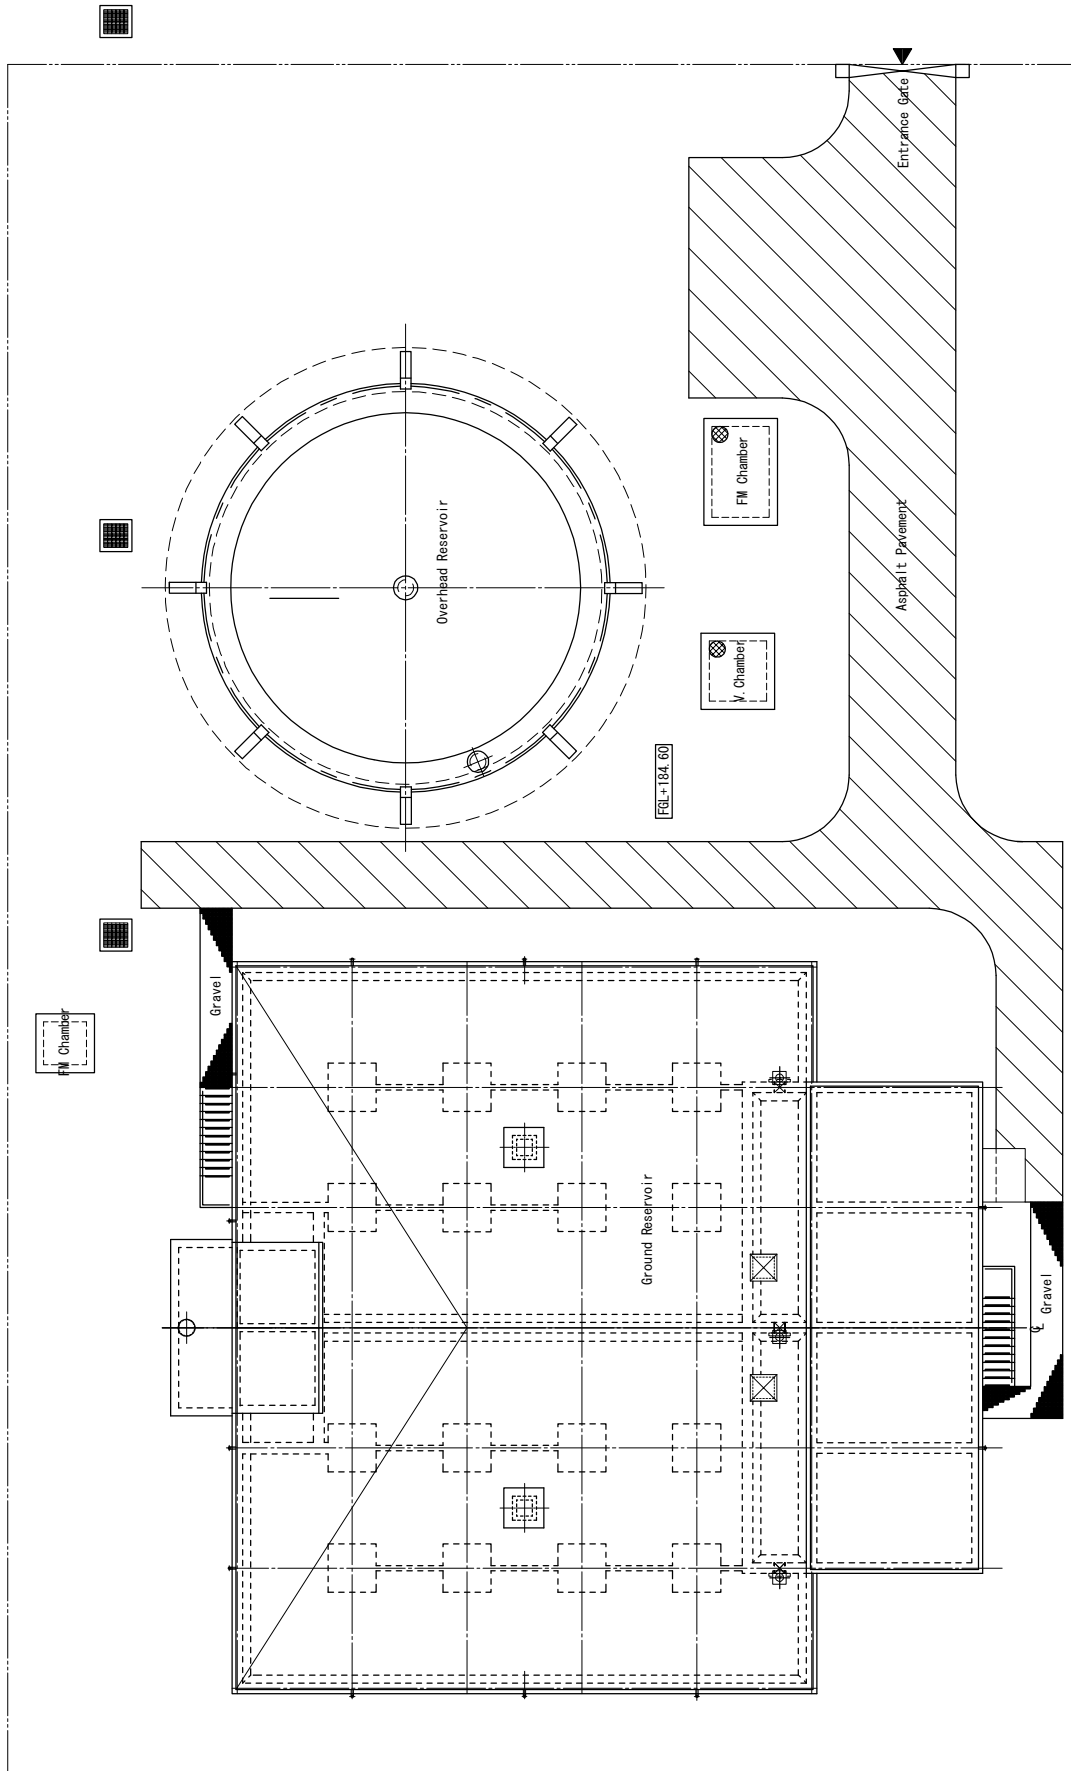 Entrance Gate
Overhead Reservoir
FM Chamber
Asphalt Pavement
V. Chamber
FGL+184.60
Gravel
FM Chamber
Ground Reservoir
Gravel